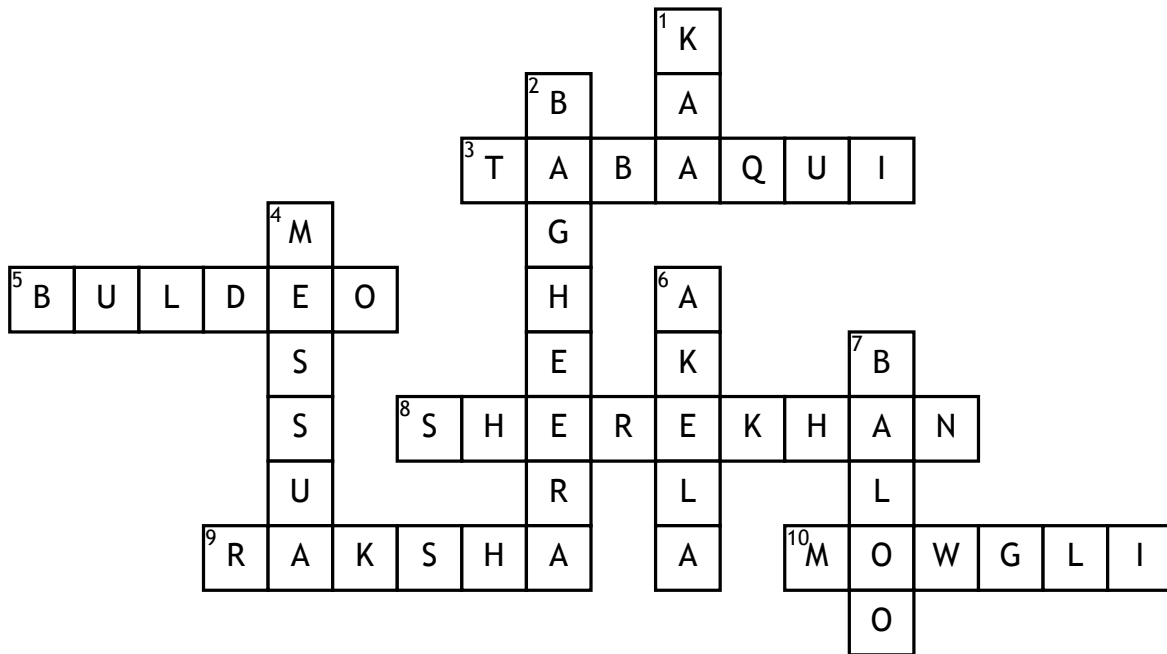 1 K
2 B A
3 T A B A Q U I
4 M G
5 B U L D E O H 6 A
S E K 7 B
S 8 S H E R E K H A N
U R L L
9 R A K S H A A 10 M O W G L I
O